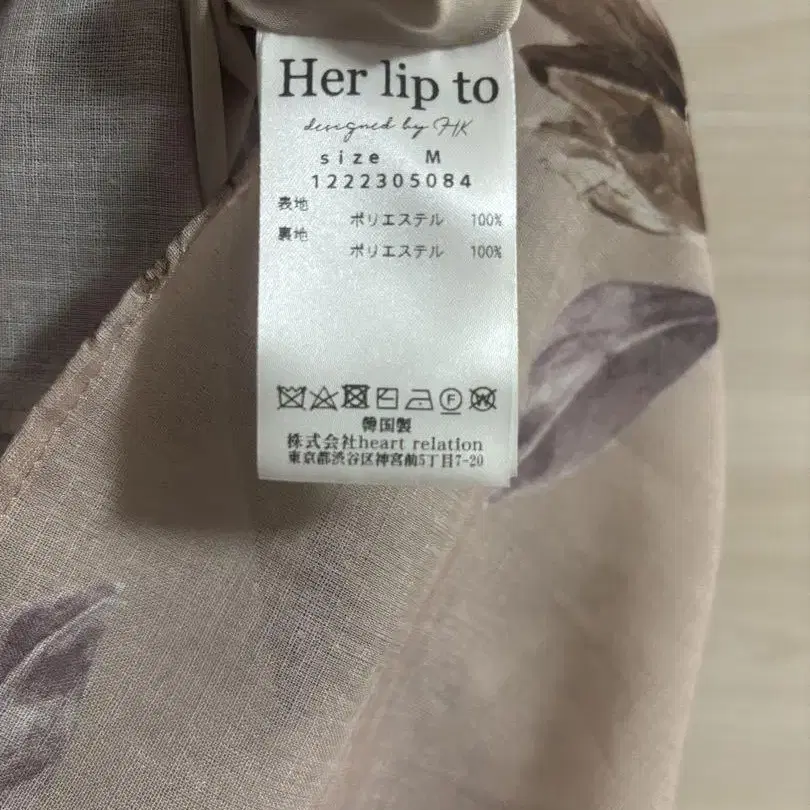 Her lip to
designed by HK
size M
1222305084
表地
ポリエステル 100%
裏地
ポリエステル 100%
F W
韓国製
株式会社heart relation
東京都渋谷区神宮前5丁目7-20